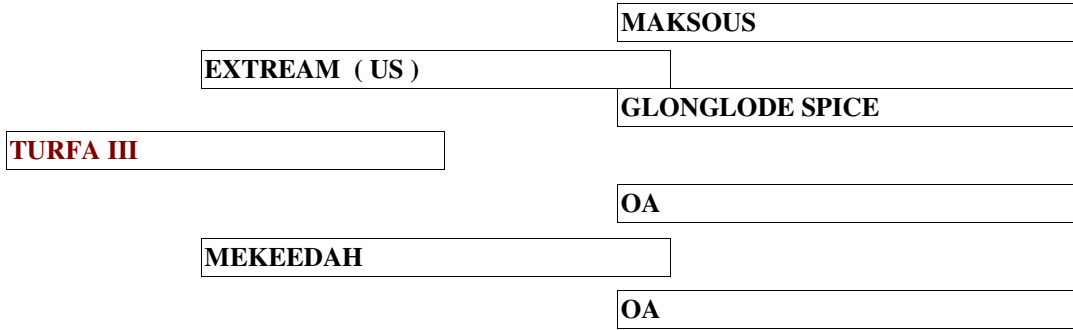 MAKSOUS
EXTREAM ( US )
GLONGLODE SPICE
TURFA III
OA
MEKEEDAH
OA